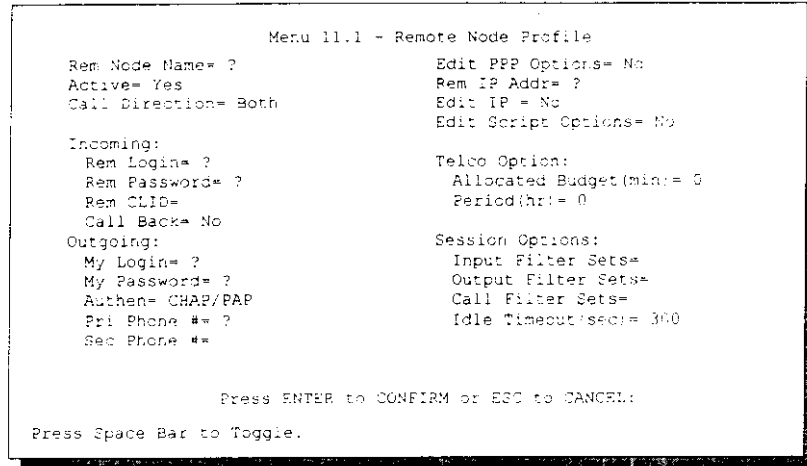 Menu 11.1 - Remote Node Profile
Rem Node Name= ?
Active= Yes
Call Direction= Both
Incoming:
Rem Login= ?
Rem Password= ?
Rem CLID=
Call Back= No
Outgoing:
My Login= ?
My Password= ?
Authen= CHAP/PAP
Pri Phone #= ?
Sec Phone #=
Edit PPP Options= No
Rem IP Addr= ?
Edit IP = No
Edit Script Options= No
Telco Option:
Allocated Budget(min)= 0
Period(hr)= 0
Session Options:
Input Filter Sets=
Output Filter Sets=
Call Filter Sets=
Idle Timeout(sec)= 300
Press ENTER to CONFIRM or ESC to CANCEL:
Press Space Bar to Toggle.